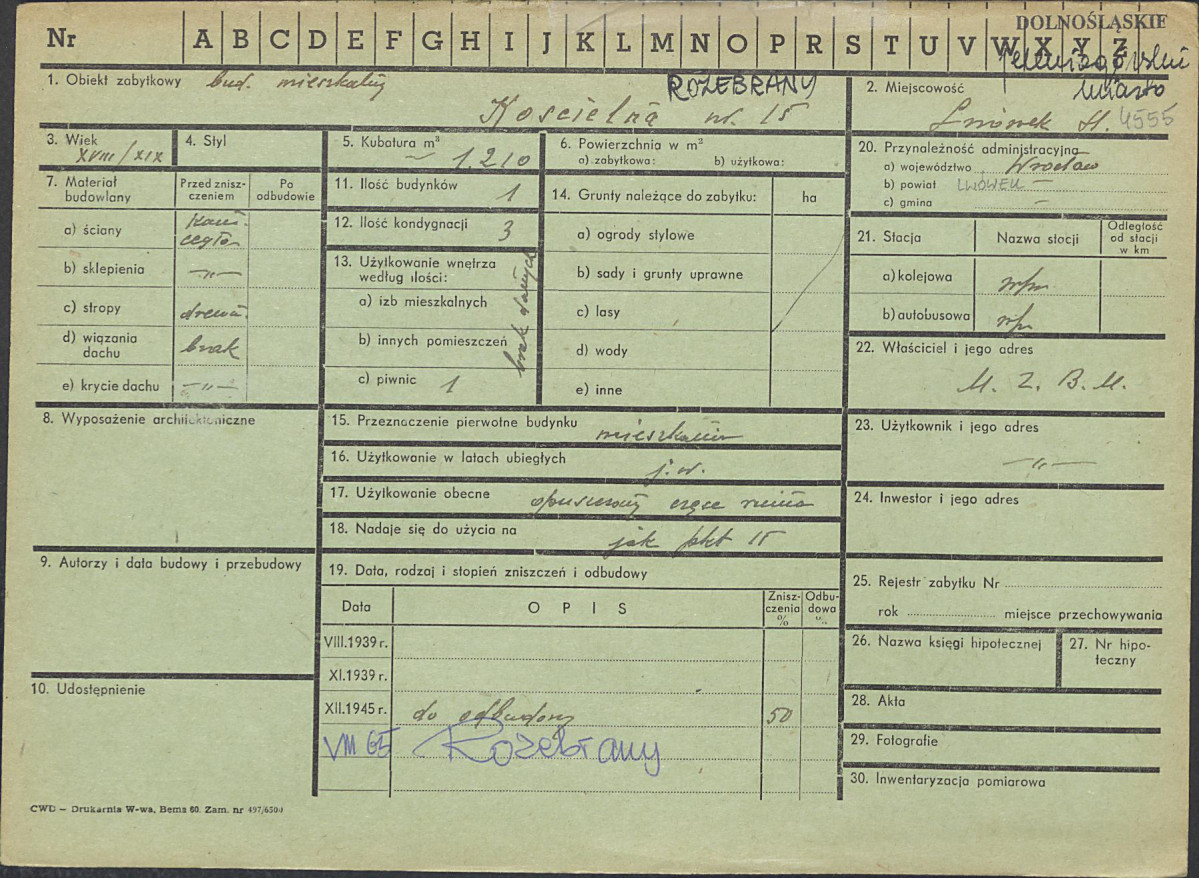 DOLNOŚLĄSKIE
Nr A B C D E F G H I J K L M N O P R S T U V W X Y Z
Jeleniogórski
miasto
1. Obiekt zabytkowy bud. mieszkalny
ROZEBRANY
Kościelna nr. 15
2. Miejscowość
Lwówek Śl. 4555
3. Wiek
XVIII/XIX
4. Styl
5. Kubatura m³
1210
6. Powierzchnia w m²
a) zabytkowa: b) użytkowa:
7. Materiał budowlany
Przed zniszczeniem
Po odbudowie
a) ściany
kam.
cegła
b) sklepienia
—„—
c) stropy drewn.
d) wiązania dachu brak
e) krycie dachu —„—
8. Wyposażenie architektoniczne
9. Autorzy i data budowy i przebudowy
10. Udostępnienie
11. Ilość budynków 1
12. Ilość kondygnacji 3
13. Użytkowanie wnętrza
według ilości:
a) izb mieszkalnych
b) innych pomieszczeń
brak danych
c) piwnic 1
14. Grunty należące do zabytku: ha
a) ogrody stylowe
b) sady i grunty uprawne
c) lasy
d) wody
e) inne
15. Przeznaczenie pierwotne budynku
16. Użytkowanie w latach ubiegłych
j.w.
17. Użytkowanie obecne opuszczony częśc ruina
18. Nadaje się do użycia na
jak pkt 15
19. Data, rodzaj i stopień zniszczeń i odbudowy
Data OPIS Zniszczenia % Odbudowa %
VIII.1939 r.
XI.1939 r.
XII.1945 r. do odbudowy 50
VIII 65 Rozebrany
20. Przynależność administracyjna
a) województwo Wrocław
b) powiat LWÓWEK —
c) gmina —
21. Stacja Nazwa stacji Odległość od stacji w km
a) kolejowa
b) autobusowa
22. Właściciel i jego adres
M. Z. B. M.
23. Użytkownik i jego adres
—„—
24. Inwestor i jego adres
25. Rejestr zabytku Nr
rok miejsce przechowywania
26. Nazwa księgi hipotecznej
27. Nr hipoteczny
28. Akta
29. Fotografie
30. Inwentaryzacja pomiarowa
CWD — Drukarnia W-wa, Bema 60. Zam. nr 497/6500